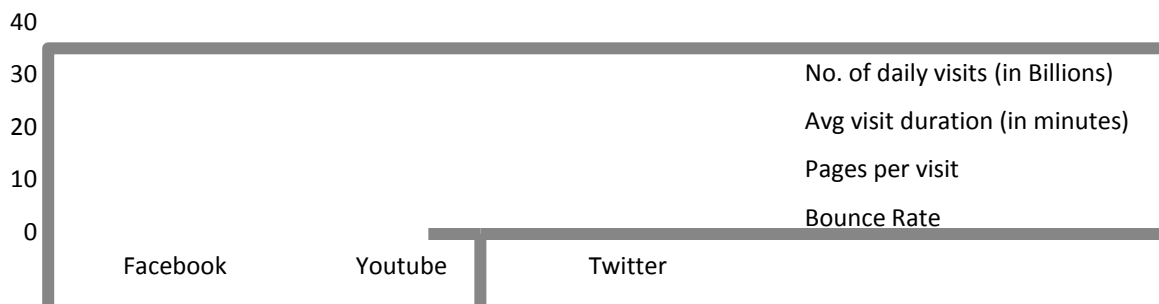 40
30
No. of daily visits (in Billions)
20
Avg visit duration (in minutes)
10
Pages per visit
0
Bounce Rate
Facebook Youtube Twitter